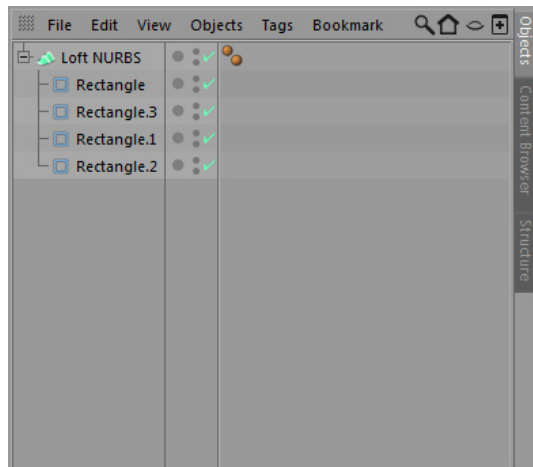 File Edit View Objects Tags Bookmark
Loft NURBS
Rectangle
Rectangle.3
Rectangle.1
Rectangle.2
Objects
Content Browser
Structure